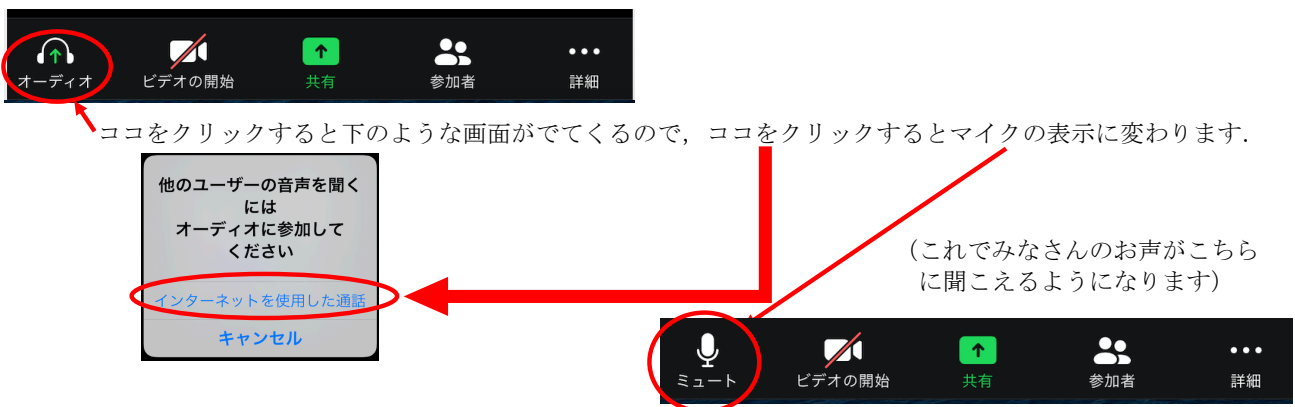 オーディオ ビデオの開始 共有 参加者 詳細
ココをクリックすると下のような画面がでてくるので，ココをクリックするとマイクの表示に変わります．
他のユーザーの音声を聞く
には
オーディオに参加して
ください
インターネットを使用した通話
キャンセル
（これでみなさんのお声がこちら
に聞こえるようになります）
ミュート ビデオの開始 共有 参加者 詳細